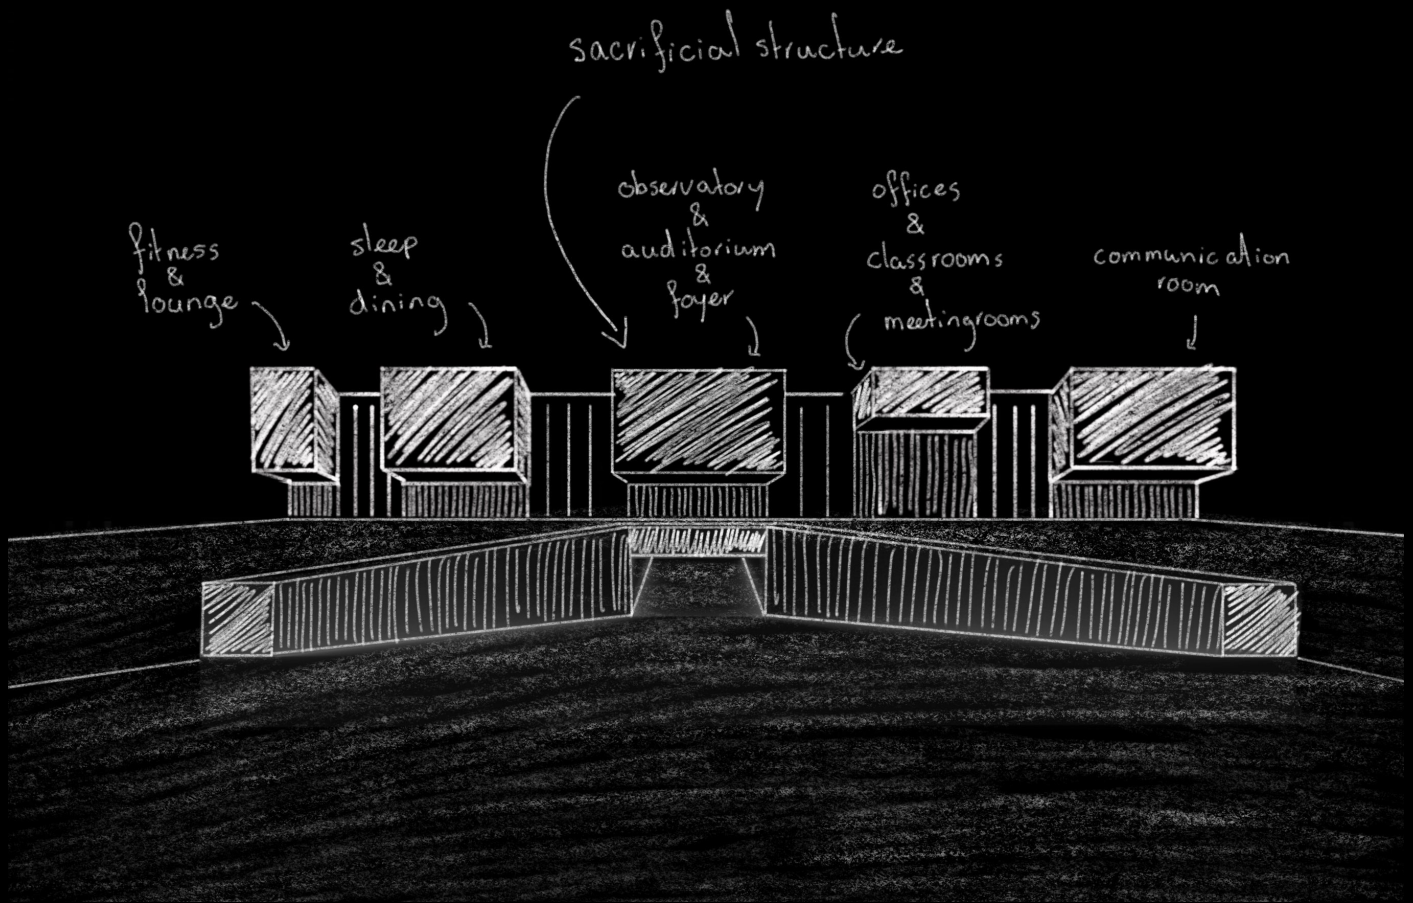 sacrificial structure
fitness
&
lounge
sleep
&
dining
observatory
&
auditorium
&
foyer
offices
&
classrooms
&
meetingrooms
communication
room